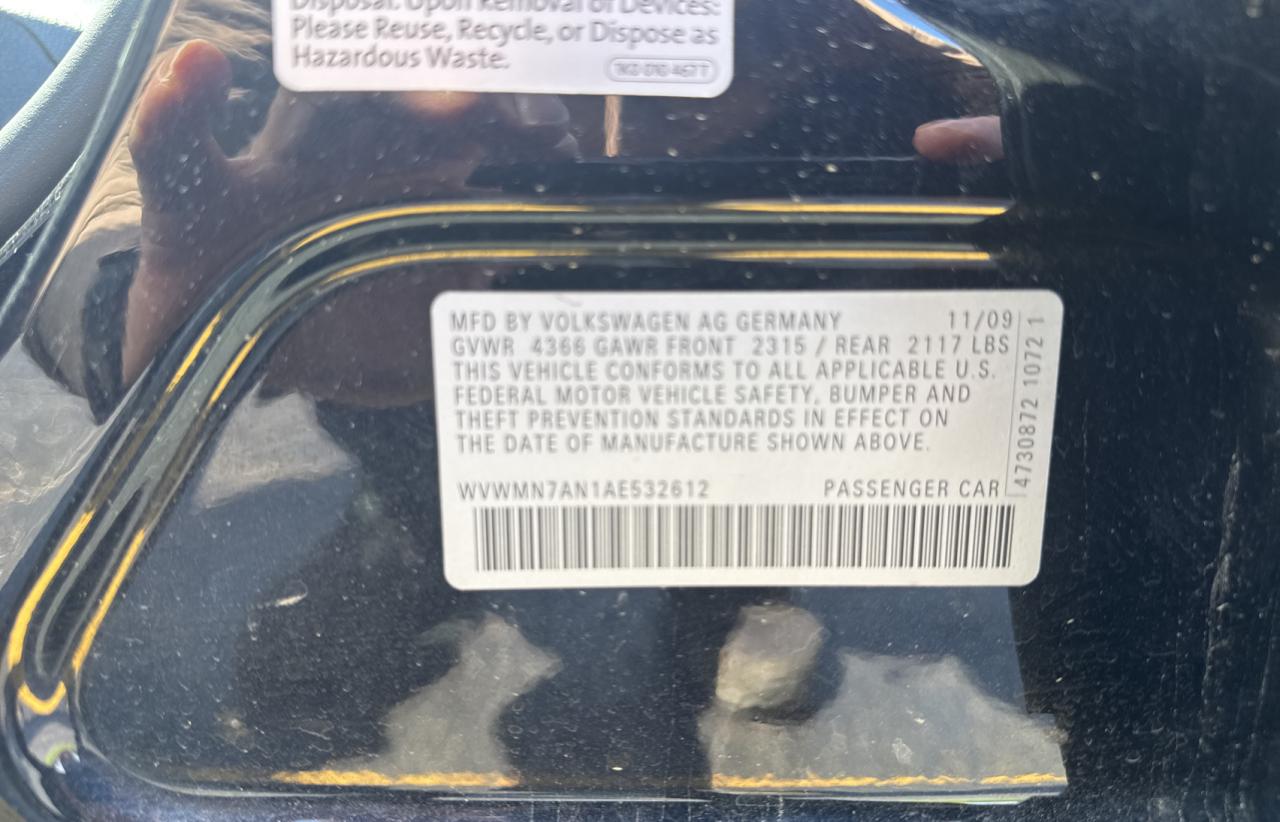 Disposal. Upon Removal of Devices:
Please Reuse, Recycle, or Dispose as
Hazardous Waste.
1K0 010 467 T
MFD BY VOLKSWAGEN AG GERMANY 11/09
GVWR 4366 GAWR FRONT 2315 / REAR 2117 LBS
THIS VEHICLE CONFORMS TO ALL APPLICABLE U.S.
FEDERAL MOTOR VEHICLE SAFETY, BUMPER AND
THEFT PREVENTION STANDARDS IN EFFECT ON
THE DATE OF MANUFACTURE SHOWN ABOVE.
WVWMN7AN1AE532612 PASSENGER CAR
4730872 1072 1